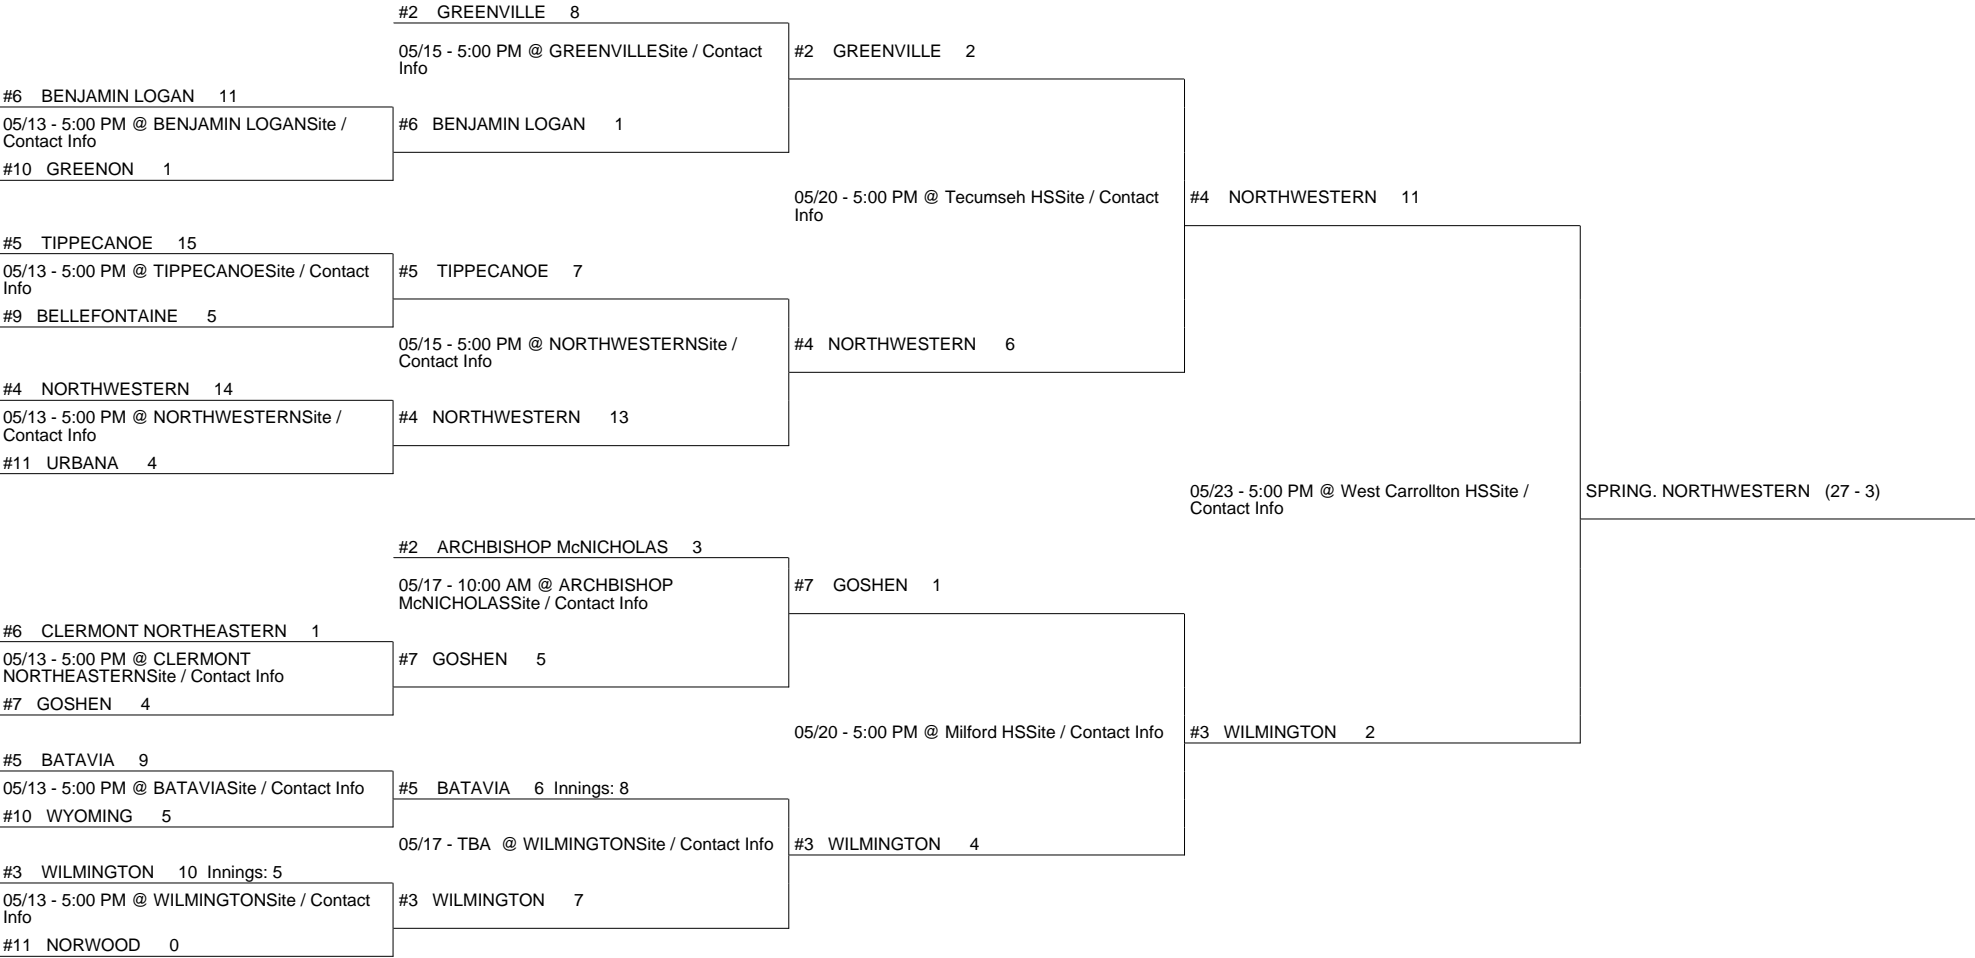 #2 GREENVILLE 8
05/15 - 5:00 PM @ GREENVILLESite / Contact
Info
#2 GREENVILLE 2
#6 BENJAMIN LOGAN 11
05/13 - 5:00 PM @ BENJAMIN LOGANSite /
Contact Info
#6 BENJAMIN LOGAN 1
#10 GREENON 1
05/20 - 5:00 PM @ Tecumseh HSSite / Contact
Info
#4 NORTHWESTERN 11
#5 TIPPECANOE 15
05/13 - 5:00 PM @ TIPPECANOESite / Contact
Info
#5 TIPPECANOE 7
#9 BELLEFONTAINE 5
05/15 - 5:00 PM @ NORTHWESTERNSite /
Contact Info
#4 NORTHWESTERN 6
#4 NORTHWESTERN 14
05/13 - 5:00 PM @ NORTHWESTERNSite /
Contact Info
#4 NORTHWESTERN 13
#11 URBANA 4
05/23 - 5:00 PM @ West Carrollton HSSite /
Contact Info
SPRING. NORTHWESTERN (27 - 3)
#2 ARCHBISHOP McNICHOLAS 3
05/17 - 10:00 AM @ ARCHBISHOP
McNICHOLASSite / Contact Info
#7 GOSHEN 1
#6 CLERMONT NORTHEASTERN 1
05/13 - 5:00 PM @ CLERMONT
NORTHEASTERNSite / Contact Info
#7 GOSHEN 5
#7 GOSHEN 4
05/20 - 5:00 PM @ Milford HSSite / Contact Info
#3 WILMINGTON 2
#5 BATAVIA 9
05/13 - 5:00 PM @ BATAVIASite / Contact Info
#5 BATAVIA 6 Innings: 8
#10 WYOMING 5
05/17 - TBA @ WILMINGTONSite / Contact Info
#3 WILMINGTON 4
#3 WILMINGTON 10 Innings: 5
05/13 - 5:00 PM @ WILMINGTONSite / Contact
Info
#3 WILMINGTON 7
#11 NORWOOD 0